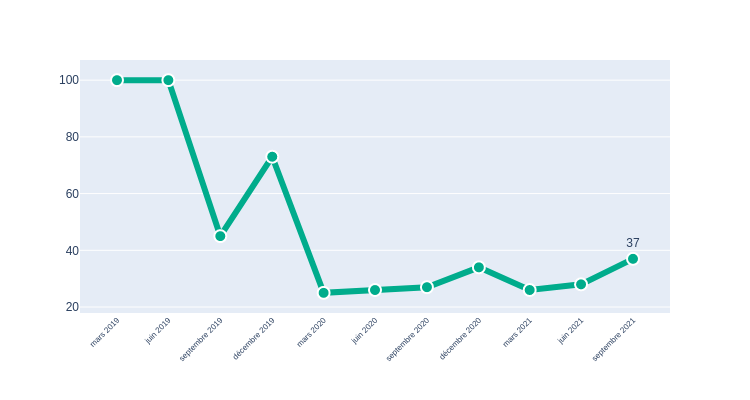 100
80
60
40
20
37
mars 2019
juin 2019
septembre 2019
décembre 2019
mars 2020
juin 2020
septembre 2020
décembre 2020
mars 2021
juin 2021
septembre 2021